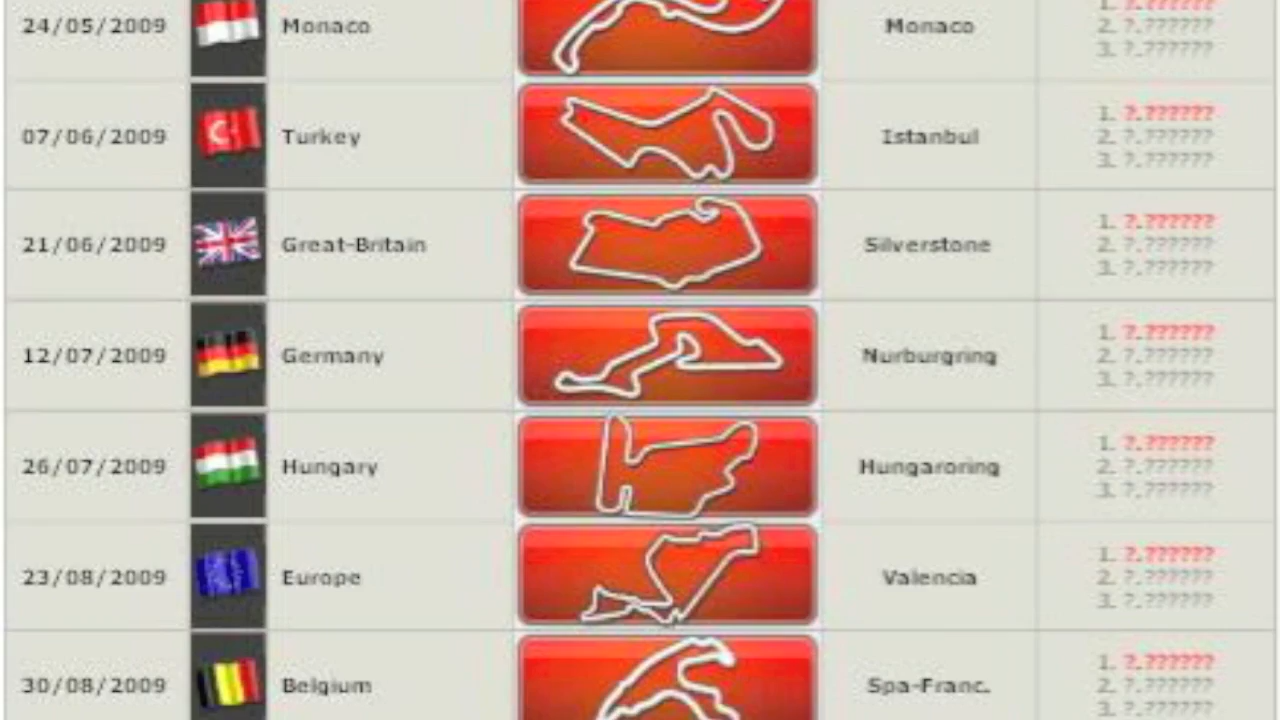 24/05/2009 Monaco Monaco 1. ?.??????
2. ?.??????
3. ?.??????
07/06/2009 Turkey Istanbul 1. ?.??????
2. ?.??????
3. ?.??????
21/06/2009 Great-Britain Silverstone 1. ?.??????
2. ?.??????
3. ?.??????
12/07/2009 Germany Nurburgring 1. ?.??????
2. ?.??????
3. ?.??????
26/07/2009 Hungary Hungaroring 1. ?.??????
2. ?.??????
3. ?.??????
23/08/2009 Europe Valencia 1. ?.??????
2. ?.??????
3. ?.??????
30/08/2009 Belgium Spa-Franc. 1. ?.??????
2. ?.??????
3. ?.??????